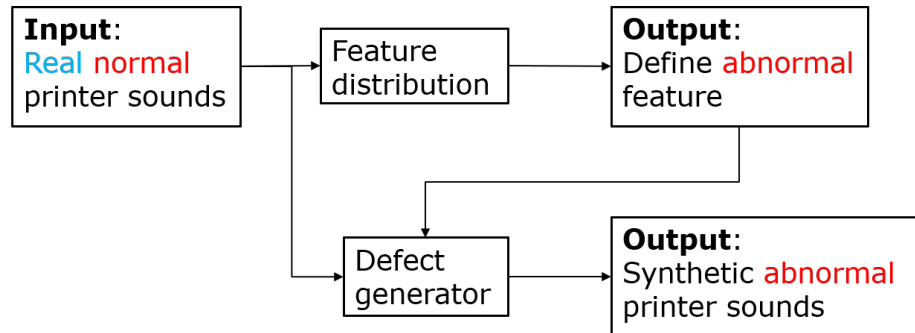 Input:
Real normal
printer sounds
Feature
distribution
Output:
Define abnormal
feature
Defect
generator
Output:
Synthetic abnormal
printer sounds